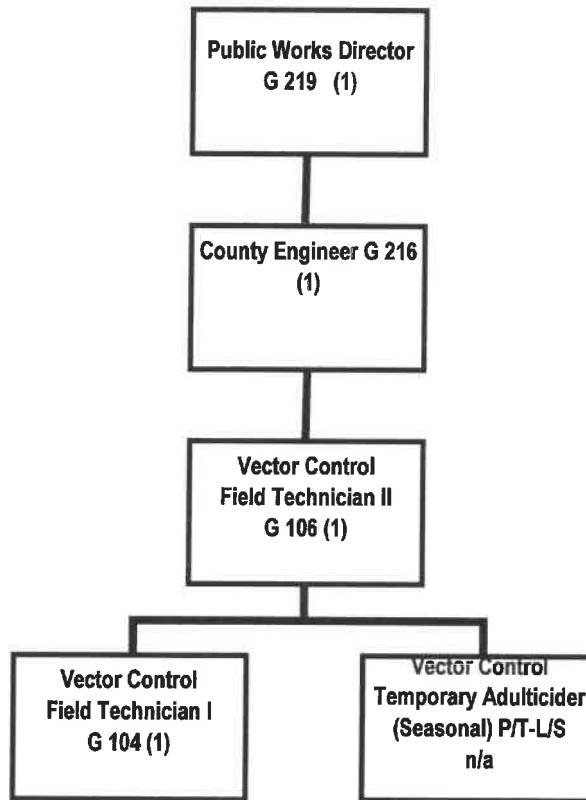 Public Works Director
G 219 (1)
County Engineer G 216
(1)
Vector Control
Field Technician II
G 106 (1)
Vector Control
Field Technician I
G 104 (1)
Vector Control
Temporary Adulticider
(Seasonal) P/T-L/S
n/a